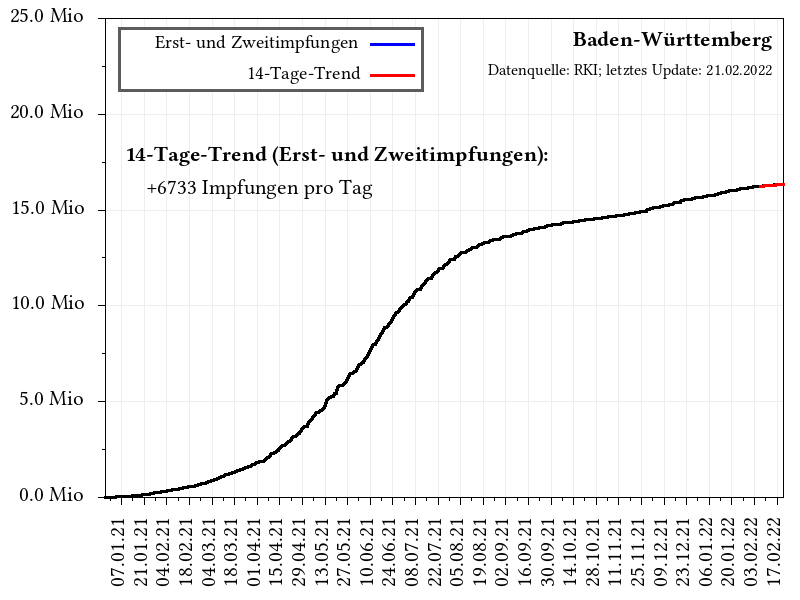 25.0 Mio
20.0 Mio
15.0 Mio
10.0 Mio
5.0 Mio
0.0 Mio
Erst- und Zweitimpfungen
14-Tage-Trend
Baden-Württemberg
Datenquelle: RKI; letztes Update: 21.02.2022
14-Tage-Trend (Erst- und Zweitimpfungen):
+6733 Impfungen pro Tag
07.01.21
21.01.21
04.02.21
18.02.21
04.03.21
18.03.21
01.04.21
15.04.21
29.04.21
13.05.21
27.05.21
10.06.21
24.06.21
08.07.21
22.07.21
05.08.21
19.08.21
02.09.21
16.09.21
30.09.21
14.10.21
28.10.21
11.11.21
25.11.21
09.12.21
23.12.21
06.01.22
20.01.22
03.02.22
17.02.22